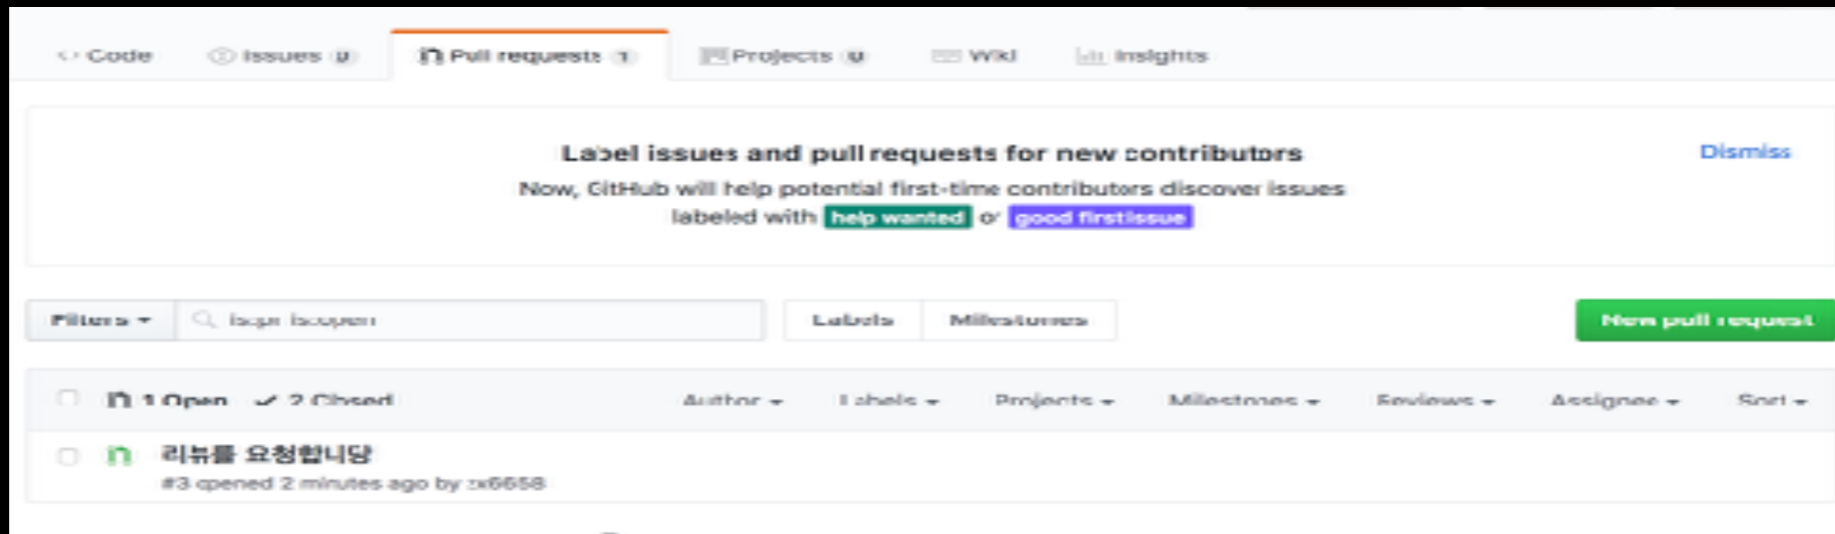 Code Issues 0 Pull requests 1 Projects 0 Wiki Insights
Label issues and pull requests for new contributors
Dismiss
Now, GitHub will help potential first-time contributors discover issues
labeled with help wanted or good first issue
Filters is:pr is:open Labels Milestones New pull request
1 Open 2 Closed Author Labels Projects Milestones Reviews Assignee Sort
리뷰를 요청합니당
#3 opened 2 minutes ago by